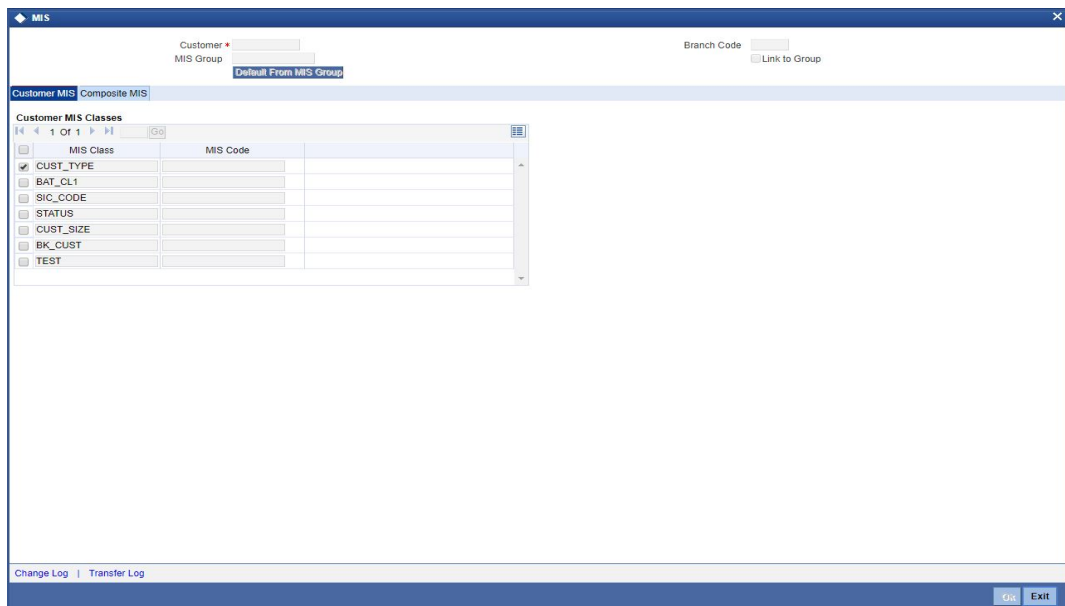 MIS
Customer * Branch Code
MIS Group Link to Group
Default From MIS Group
Customer MIS Composite MIS
Customer MIS Classes
1 Of 1 Go
MIS Class MIS Code
CUST_TYPE
BAT_CL1
SIC_CODE
STATUS
CUST_SIZE
BK_CUST
TEST
Change Log | Transfer Log
Ok Exit